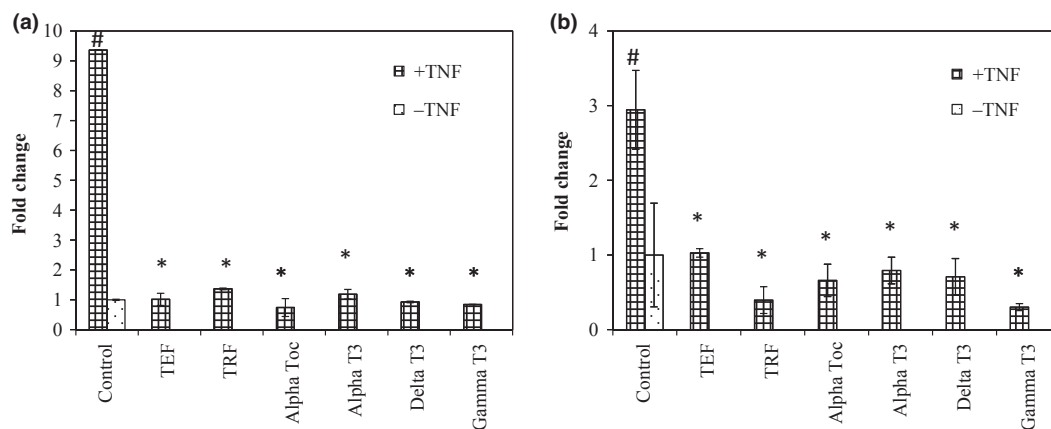 (a)
10
9
8
7
6
5
4
3
2
1
0
Fold change
#
* * * * * *
+TNF
–TNF
Control
TEF
TRF
Alpha Toc
Alpha T3
Delta T3
Gamma T3
(b)
4
3
2
1
0
Fold change
#
* * * * * *
+TNF
–TNF
Control
TEF
TRF
Alpha Toc
Alpha T3
Delta T3
Gamma T3